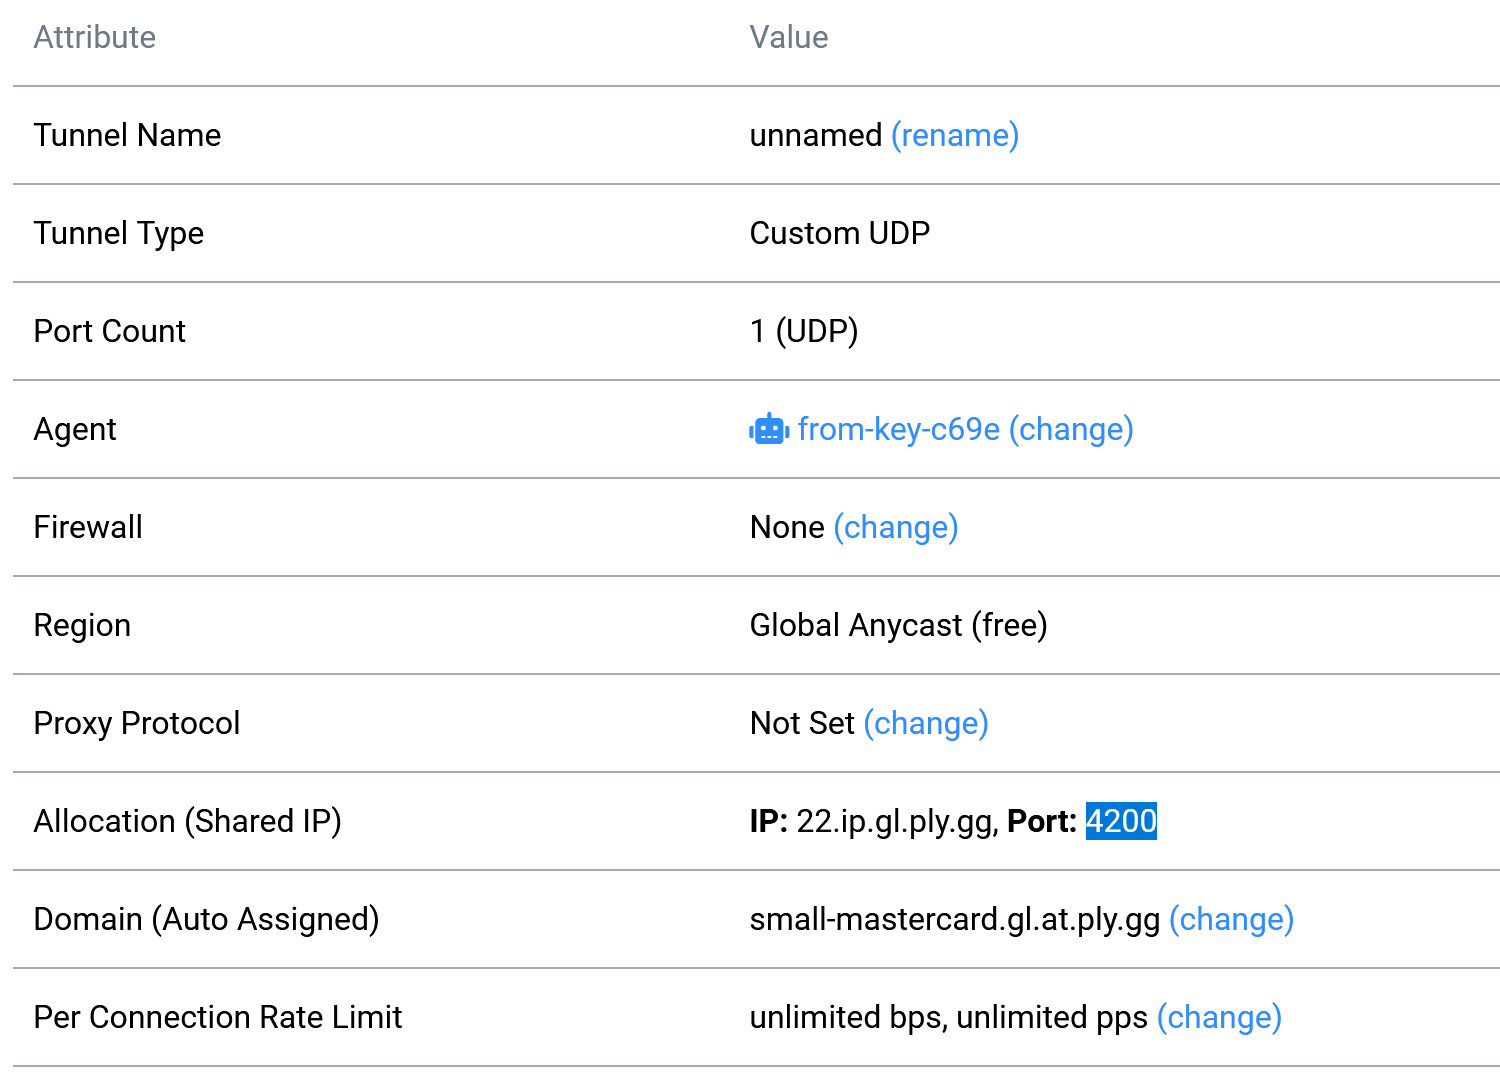 Attribute Value
Tunnel Name unnamed (rename)
Tunnel Type Custom UDP
Port Count 1 (UDP)
Agent from-key-c69e (change)
Firewall None (change)
Region Global Anycast (free)
Proxy Protocol Not Set (change)
Allocation (Shared IP) IP: 22.ip.gl.ply.gg, Port: 4200
Domain (Auto Assigned) small-mastercard.gl.at.ply.gg (change)
Per Connection Rate Limit unlimited bps, unlimited pps (change)